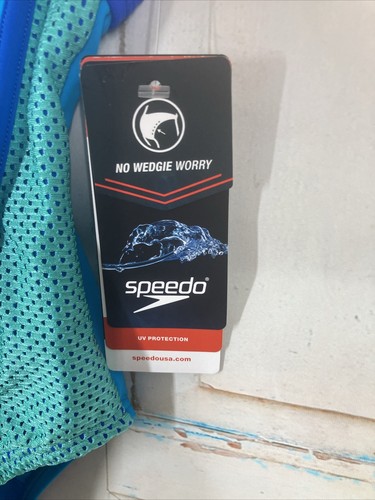 NO WEDGIE WORRY
speedo®
UV PROTECTION
speedousa.com